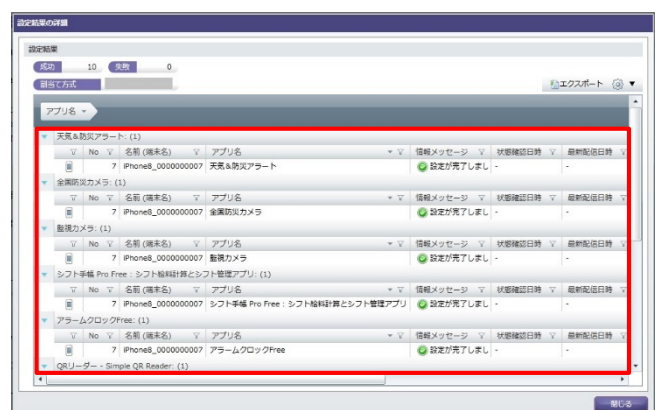 設定結果の詳細
設定結果
成功 10 失敗 0
割当て方式
エクスポート
アプリ名
天気&防災アラート: (1)
No 名前 (端末名) アプリ名 情報メッセージ 状態確認日時 最新配信日時
7 iPhone8_0000000007 天気&防災アラート 設定が完了しまし - -
全国防災カメラ: (1)
No 名前 (端末名) アプリ名 情報メッセージ 状態確認日時 最新配信日時
7 iPhone8_0000000007 全国防災カメラ 設定が完了しまし - -
監視カメラ: (1)
No 名前 (端末名) アプリ名 情報メッセージ 状態確認日時 最新配信日時
7 iPhone8_0000000007 監視カメラ 設定が完了しまし - -
シフト手帳 Pro Free : シフト給料計算とシフト管理アプリ: (1)
No 名前 (端末名) アプリ名 情報メッセージ 状態確認日時 最新配信日時
7 iPhone8_0000000007 シフト手帳 Pro Free : シフト給料計算とシフト管理アプリ 設定が完了しまし - -
アラームクロックFree: (1)
No 名前 (端末名) アプリ名 情報メッセージ 状態確認日時 最新配信日時
7 iPhone8_0000000007 アラームクロックFree 設定が完了しまし - -
QRリーダー - Simple QR Reader: (1)
閉じる